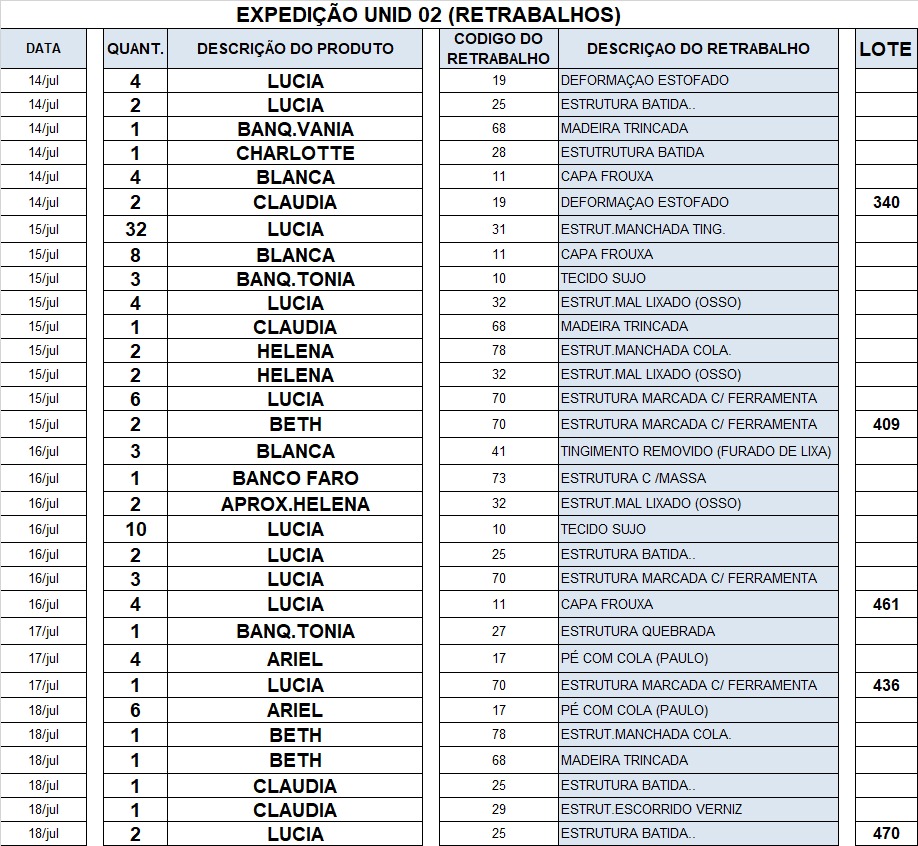 EXPEDIÇÃO UNID 02 (RETRABALHOS)
DATA QUANT. DESCRIÇÃO DO PRODUTO CODIGO DO RETRABALHO DESCRIÇAO DO RETRABALHO LOTE
14/jul 4 LUCIA 19 DEFORMAÇAO ESTOFADO
14/jul 2 LUCIA 25 ESTRUTURA BATIDA..
14/jul 1 BANQ.VANIA 68 MADEIRA TRINCADA
14/jul 1 CHARLOTTE 28 ESTUTRUTURA BATIDA
14/jul 4 BLANCA 11 CAPA FROUXA
14/jul 2 CLAUDIA 19 DEFORMAÇAO ESTOFADO 340
15/jul 32 LUCIA 31 ESTRUT.MANCHADA TING.
15/jul 8 BLANCA 11 CAPA FROUXA
15/jul 3 BANQ.TONIA 10 TECIDO SUJO
15/jul 4 LUCIA 32 ESTRUT.MAL LIXADO (OSSO)
15/jul 1 CLAUDIA 68 MADEIRA TRINCADA
15/jul 2 HELENA 78 ESTRUT.MANCHADA COLA.
15/jul 2 HELENA 32 ESTRUT.MAL LIXADO (OSSO)
15/jul 6 LUCIA 70 ESTRUTURA MARCADA C/ FERRAMENTA
15/jul 2 BETH 70 ESTRUTURA MARCADA C/ FERRAMENTA 409
16/jul 3 BLANCA 41 TINGIMENTO REMOVIDO (FURADO DE LIXA)
16/jul 1 BANCO FARO 73 ESTRUTURA C /MASSA
16/jul 2 APROX.HELENA 32 ESTRUT.MAL LIXADO (OSSO)
16/jul 10 LUCIA 10 TECIDO SUJO
16/jul 2 LUCIA 25 ESTRUTURA BATIDA..
16/jul 3 LUCIA 70 ESTRUTURA MARCADA C/ FERRAMENTA
16/jul 4 LUCIA 11 CAPA FROUXA 461
17/jul 1 BANQ.TONIA 27 ESTRUTURA QUEBRADA
17/jul 4 ARIEL 17 PÉ COM COLA (PAULO)
17/jul 1 LUCIA 70 ESTRUTURA MARCADA C/ FERRAMENTA 436
18/jul 6 ARIEL 17 PÉ COM COLA (PAULO)
18/jul 1 BETH 78 ESTRUT.MANCHADA COLA.
18/jul 1 BETH 68 MADEIRA TRINCADA
18/jul 1 CLAUDIA 25 ESTRUTURA BATIDA..
18/jul 1 CLAUDIA 29 ESTRUT.ESCORRIDO VERNIZ
18/jul 2 LUCIA 25 ESTRUTURA BATIDA.. 470